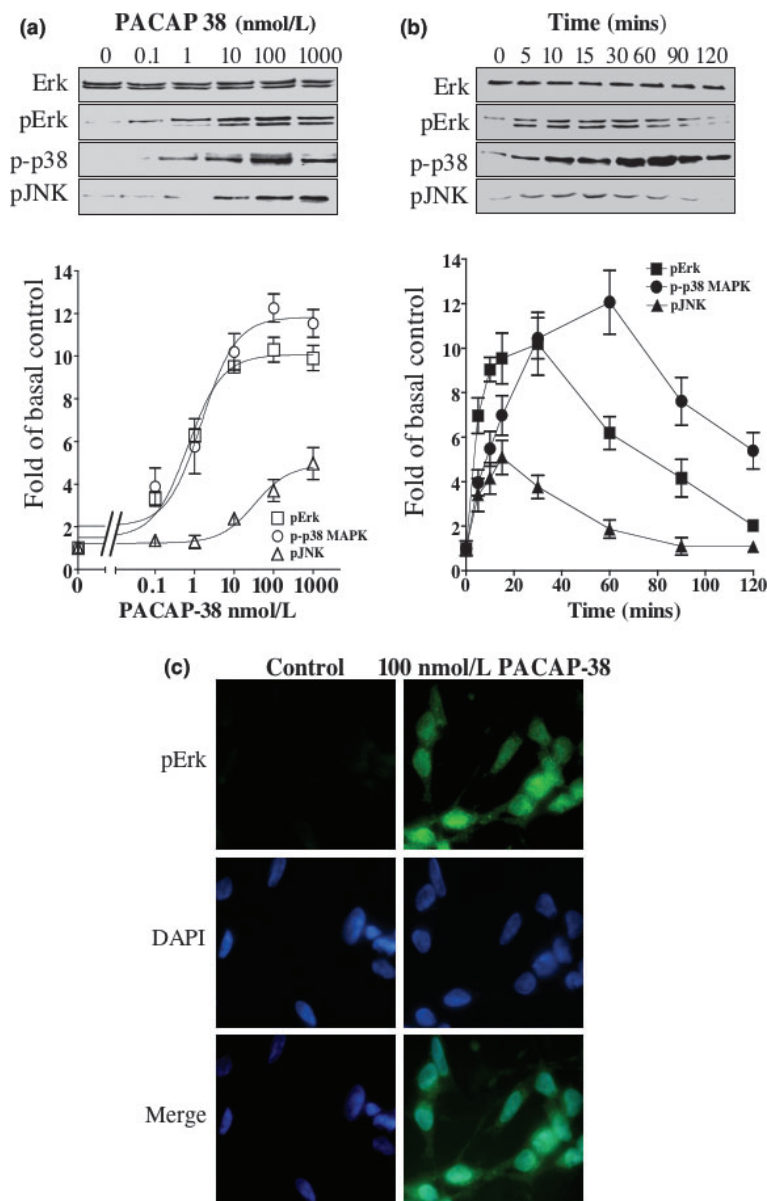 (a) PACAP 38 (nmol/L)
0 0.1 1 10 100 1000
Erk
pErk
p-p38
pJNK
14
12
10
8
6
4
2
1
0
Fold of basal control
pErk
p-p38 MAPK
pJNK
0 0.1 1 10 100 1000
PACAP-38 nmol/L
(b) Time (mins)
0 5 10 15 30 60 90 120
Erk
pErk
p-p38
pJNK
14
12
10
8
6
4
2
0
Fold of basal control
pErk
p-p38 MAPK
pJNK
0 20 40 60 80 100 120
Time (mins)
(c) Control 100 nmol/L PACAP-38
pErk
DAPI
Merge